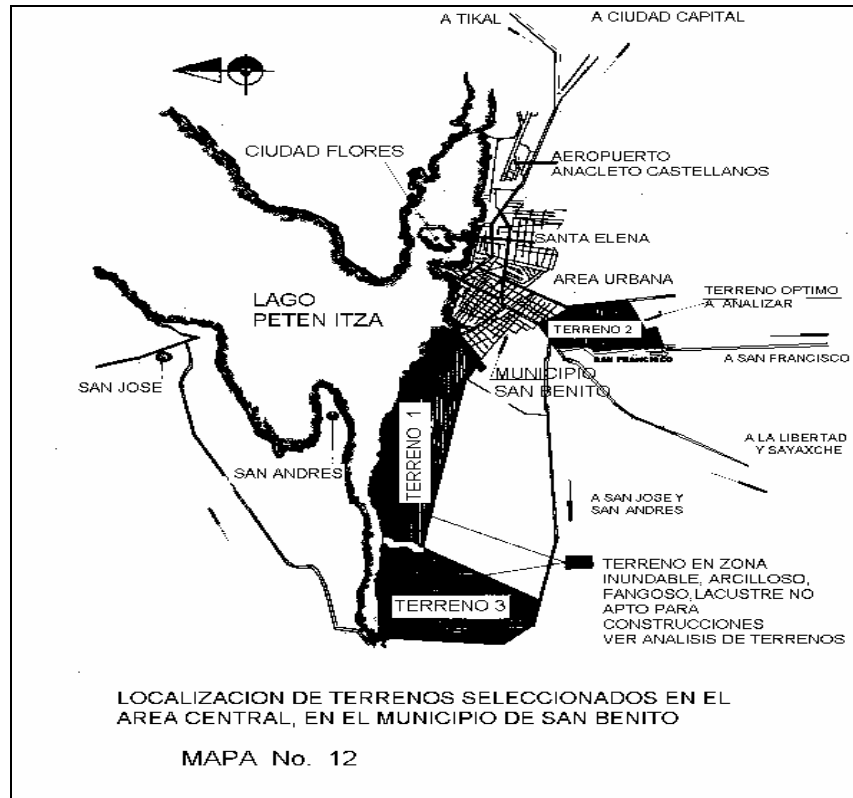 A TIKAL
A CIUDAD CAPITAL
CIUDAD FLORES
AEROPUERTO
ANACLETO CASTELLANOS
SANTA ELENA
AREA URBANA
LAGO
PETEN ITZA
TERRENO OPTIMO
A ANALIZAR
TERRENO 2
SAN FRANCISCO
A SAN FRANCISCO
SAN JOSE
MUNICIPIO
SAN BENITO
TERRENO 1
SAN ANDRES
A LA LIBERTAD
Y SAYAXCHE
A SAN JOSE Y
SAN ANDRES
TERRENO EN ZONA
INUNDABLE, ARCILLOSO,
FANGOSO,LACUSTRE NO
APTO PARA
CONSTRUCCIONES
VER ANALISIS DE TERRENOS
TERRENO 3
LOCALIZACION DE TERRENOS SELECCIONADOS EN EL
AREA CENTRAL, EN EL MUNICIPIO DE SAN BENITO
MAPA No. 12